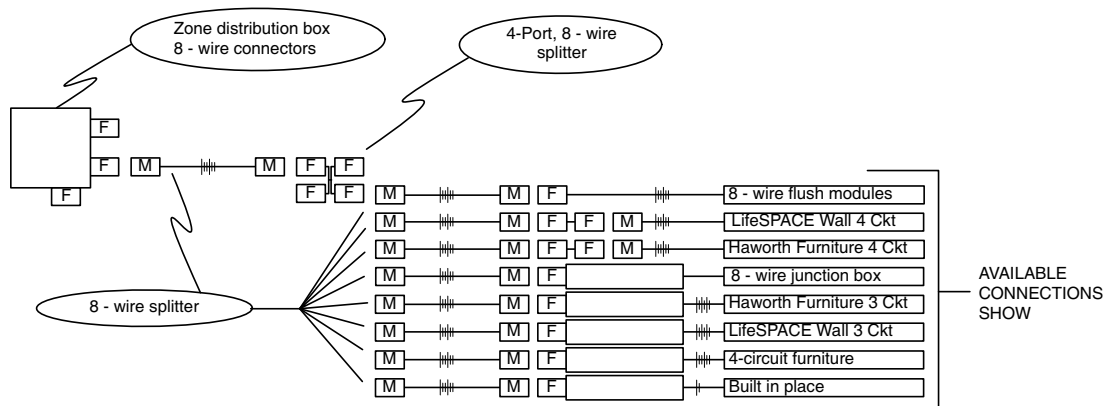 Zone distribution box
8 - wire connectors
4-Port, 8 - wire
splitter
F
F M M F F
F F F
M M F 8 - wire flush modules
M M F F M LifeSPACE Wall 4 Ckt
M M F F M Haworth Furniture 4 Ckt
M M F 8 - wire junction box
M M F Haworth Furniture 3 Ckt
M M F LifeSPACE Wall 3 Ckt
M M F 4-circuit furniture
M M F Built in place
8 - wire splitter
AVAILABLE
CONNECTIONS
SHOW